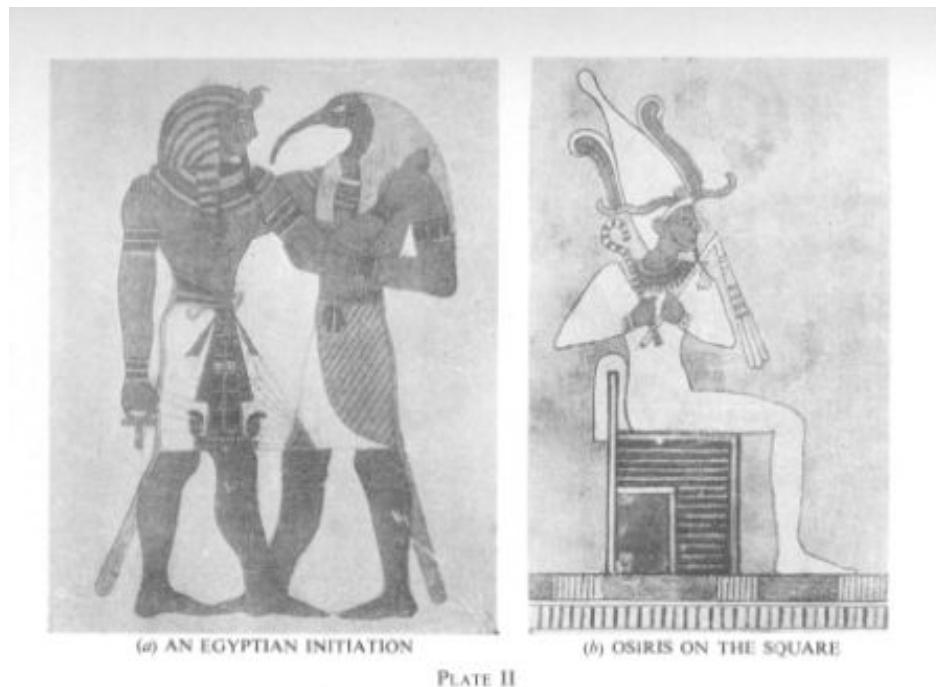 (a) AN EGYPTIAN INITIATION
(b) OSIRIS ON THE SQUARE
PLATE II